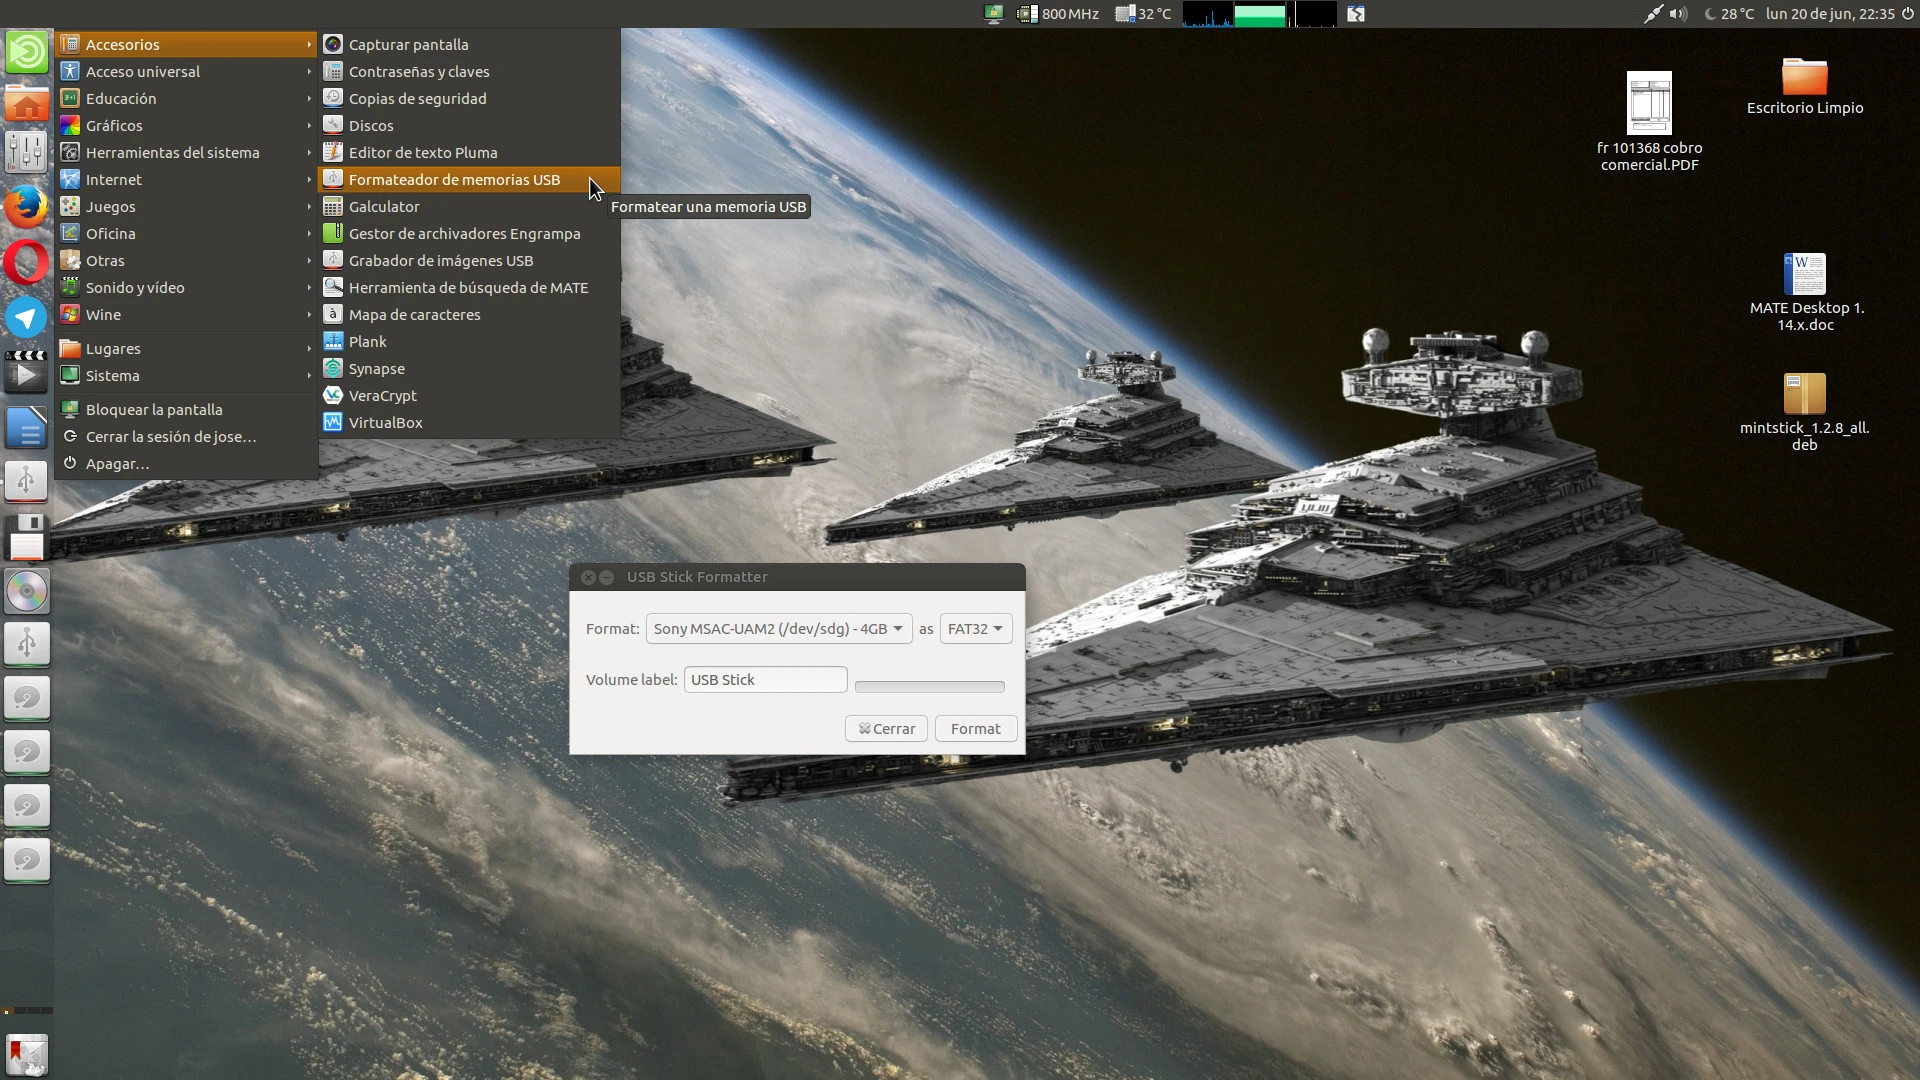 800 MHz
32 °C
28 °C
lun 20 de jun, 22:35
Accesorios
Acceso universal
Educación
Gráficos
Herramientas del sistema
Internet
Juegos
Oficina
Otras
Sonido y vídeo
Wine
Lugares
Sistema
Bloquear la pantalla
Cerrar la sesión de jose…
Apagar…
Capturar pantalla
Contraseñas y claves
Copias de seguridad
Discos
Editor de texto Pluma
Formateador de memorias USB
Galculator
Gestor de archivadores Engrampa
Grabador de imágenes USB
Herramienta de búsqueda de MATE
Mapa de caracteres
Plank
Synapse
VeraCrypt
VirtualBox
Formatear una memoria USB
fr 101368 cobro
comercial.PDF
Escritorio Limpio
MATE Desktop 1.
14.x.doc
mintstick_1.2.8_all.
deb
USB Stick Formatter
Format: Sony MSAC-UAM2 (/dev/sdg) - 4GB as FAT32
Volume label: USB Stick
Cerrar
Format